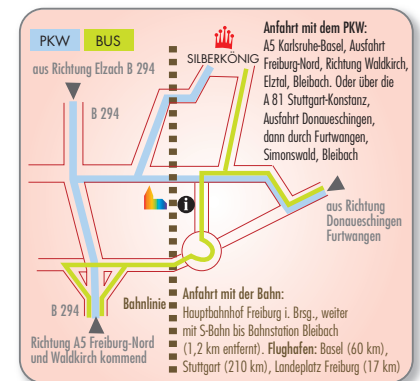 PKW BUS
aus Richtung Elzach B 294
B 294
SILBERKÖNIG
Anfahrt mit dem PKW:
A5 Karlsruhe-Basel, Ausfahrt
Freiburg-Nord, Richtung Waldkirch,
Elztal, Bleibach. Oder über die
A 81 Stuttgart-Konstanz,
Ausfahrt Donaueschingen,
dann durch Furtwangen,
Simonswald, Bleibach
i
aus Richtung
Donaueschingen
Furtwangen
B 294
Bahnlinie
Richtung A5 Freiburg-Nord
und Waldkirch kommend
Anfahrt mit der Bahn:
Hauptbahnhof Freiburg i. Brsg., weiter
mit S-Bahn bis Bahnstation Bleibach
(1,2 km entfernt). Flughafen: Basel (60 km),
Stuttgart (210 km), Landeplatz Freiburg (17 km)